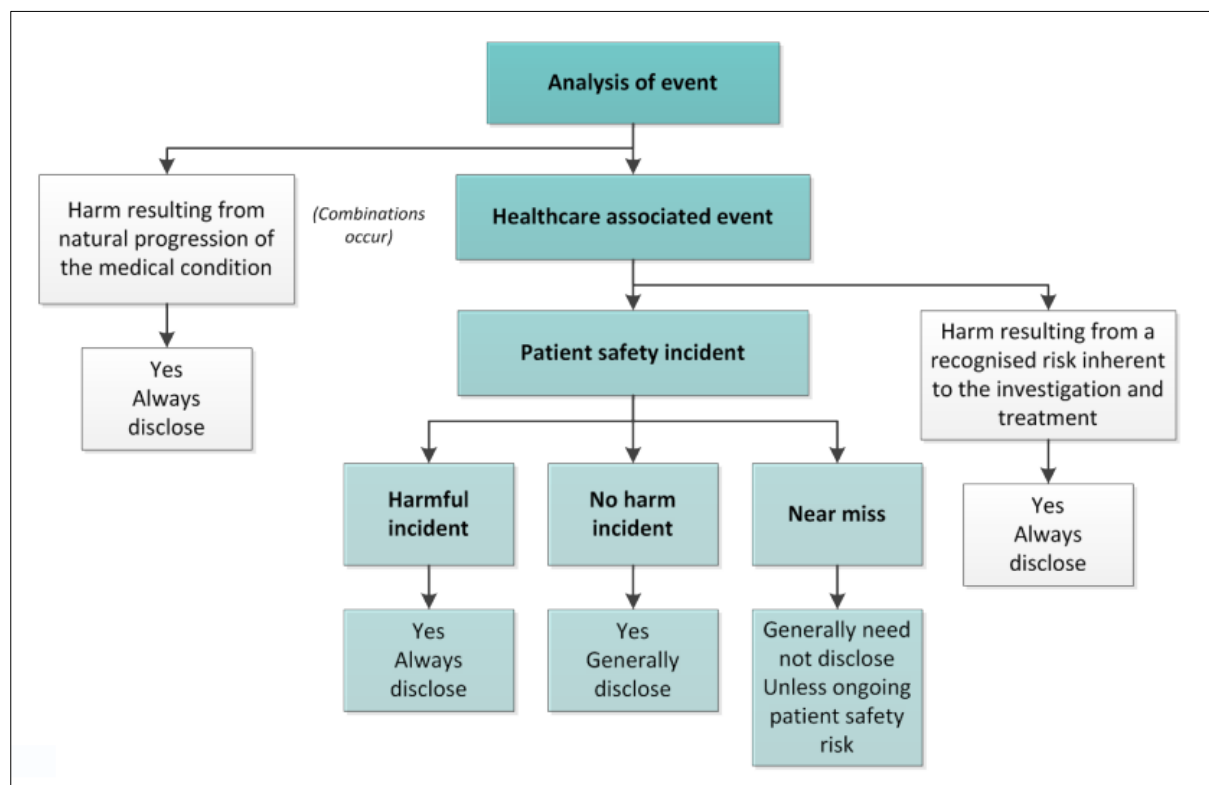 Analysis of event
Harm resulting from
natural progression of
the medical condition
(Combinations
occur)
Healthcare associated event
Yes
Always
disclose
Patient safety incident
Harm resulting from a
recognised risk inherent
to the investigation and
treatment
Harmful
incident
No harm
incident
Near miss
Yes
Always
disclose
Yes
Always
disclose
Yes
Generally
disclose
Generally need
not disclose
Unless ongoing
patient safety
risk